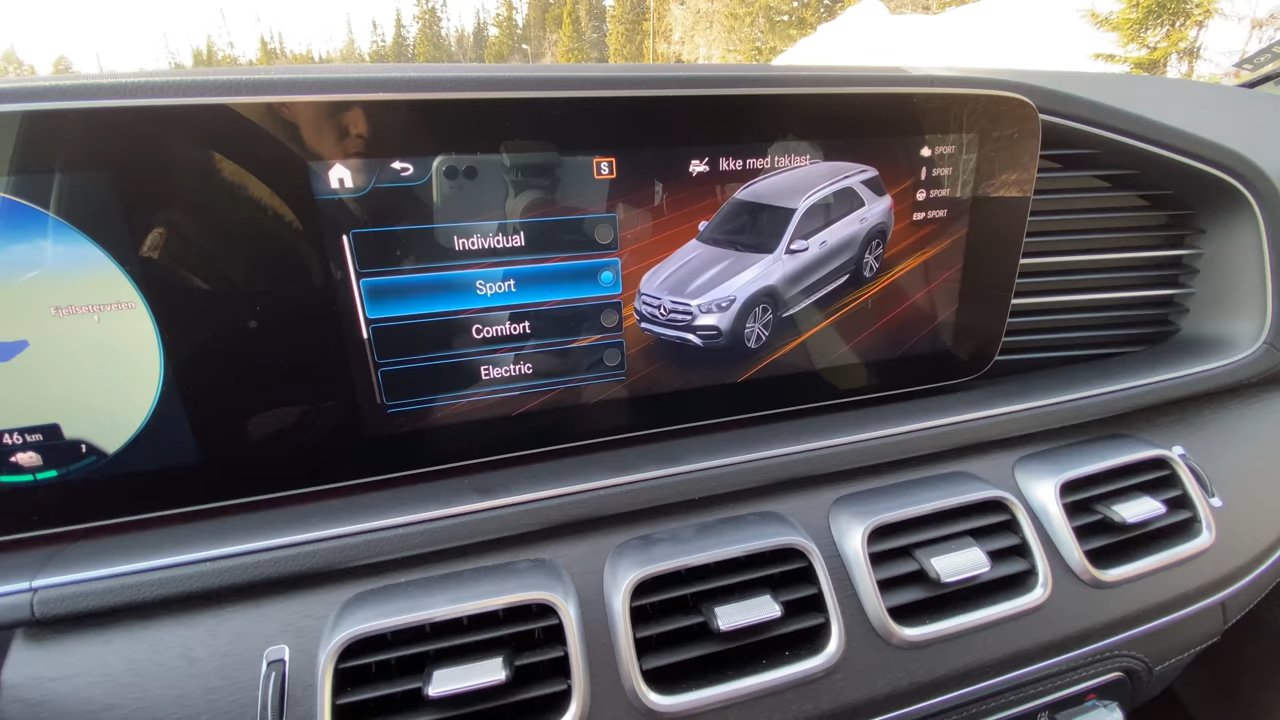 Fjellseterveien
46 km
S
Individual
Sport
Comfort
Electric
Ikke med taklast
SPORT
SPORT
SPORT
ESP SPORT